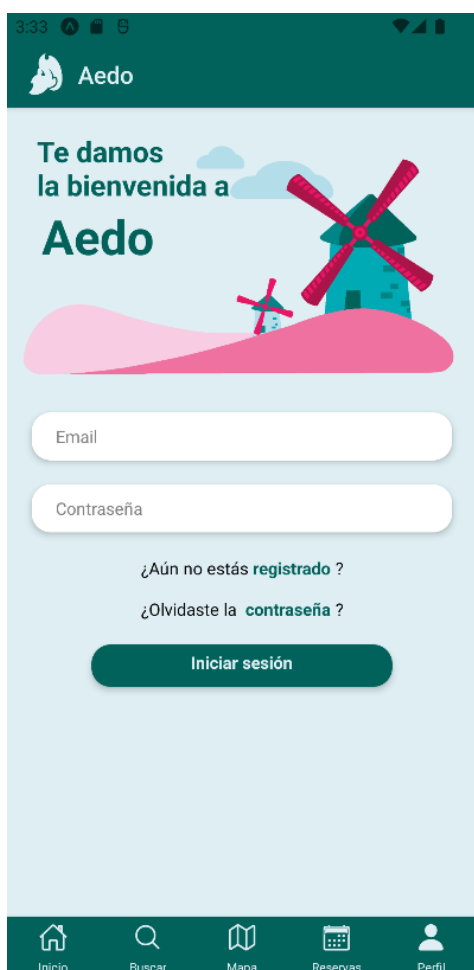 3:33
Aedo
Te damos
la bienvenida a
Aedo
Email
Contraseña
¿Aún no estás registrado ?
¿Olvidaste la contraseña ?
Iniciar sesión
Inicio Buscar Mapa Reservas Perfil